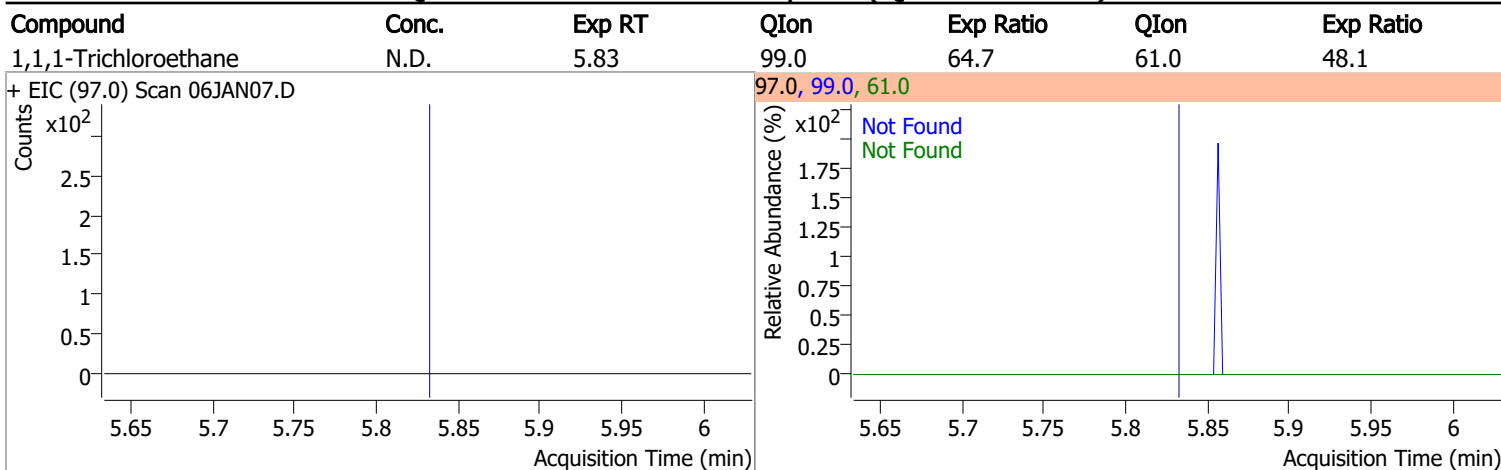 Compound Conc. Exp RT QIon Exp Ratio QIon Exp Ratio
1,1,1-Trichloroethane N.D. 5.83 99.0 64.7 61.0 48.1
+ EIC (97.0) Scan 06JAN07.D
97.0, 99.0, 61.0
Counts
x10²
2.5
2
1.5
1
0.5
0
5.65 5.7 5.75 5.8 5.85 5.9 5.95 6
Acquisition Time (min)
Relative Abundance (%)
x10²
Not Found
Not Found
1.75
1.5
1.25
1
0.75
0.5
0.25
0
5.65 5.7 5.75 5.8 5.85 5.9 5.95 6
Acquisition Time (min)